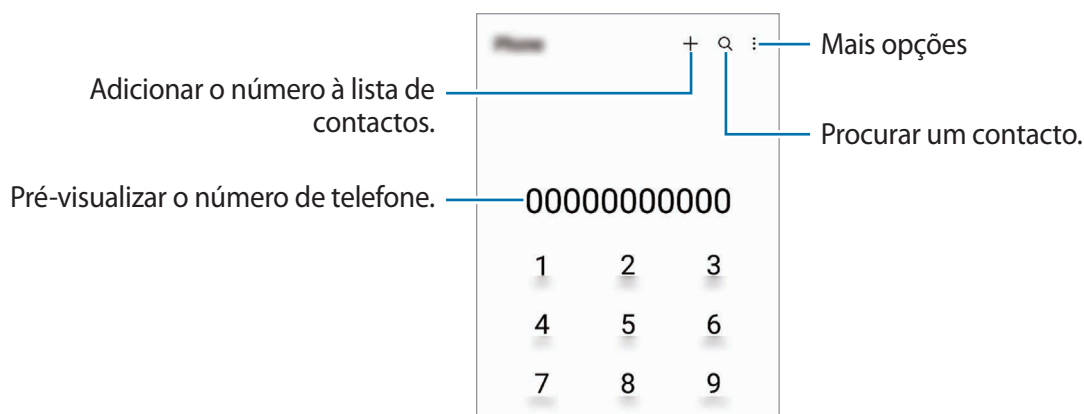 Mais opções
Adicionar o número à lista de
contactos.
Procurar um contacto.
Pré-visualizar o número de telefone.
00000000000
1 2 3
4 5 6
7 8 9